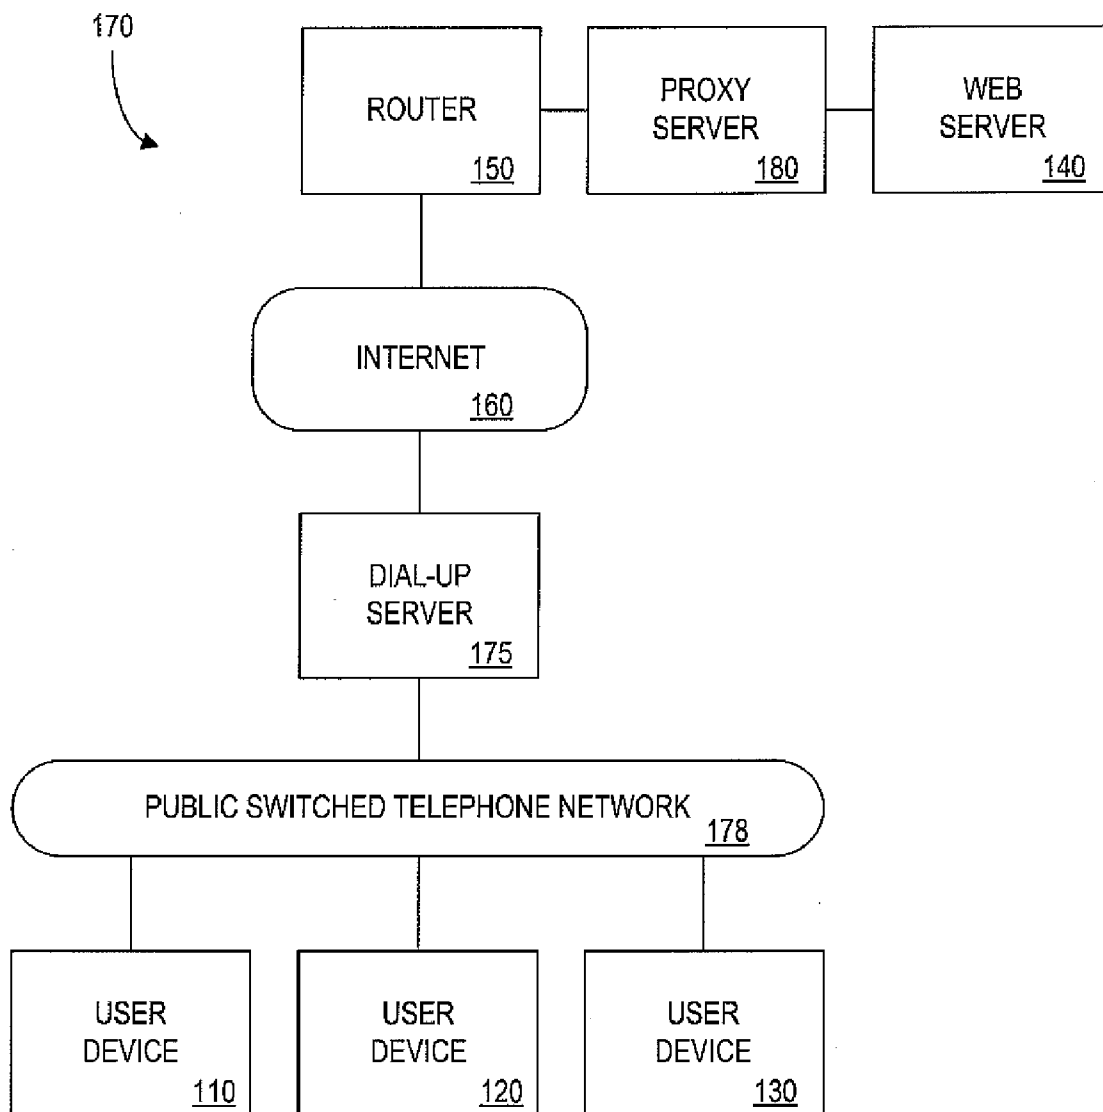 170
ROUTER
150
PROXY
SERVER
180
WEB
SERVER
140
INTERNET
160
DIAL-UP
SERVER
175
PUBLIC SWITCHED TELEPHONE NETWORK
178
USER
DEVICE
110
USER
DEVICE
120
USER
DEVICE
130